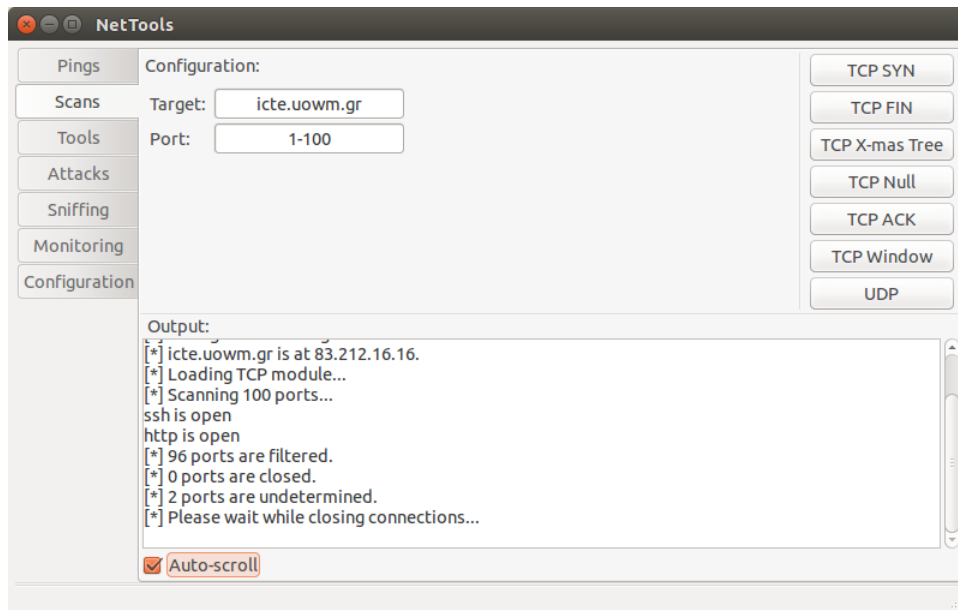 NetTools
Pings
Scans
Tools
Attacks
Sniffing
Monitoring
Configuration
Configuration:
Target: icte.uowm.gr
Port: 1-100
TCP SYN
TCP FIN
TCP X-mas Tree
TCP Null
TCP ACK
TCP Window
UDP
Output:
[*] icte.uowm.gr is at 83.212.16.16.
[*] Loading TCP module...
[*] Scanning 100 ports...
ssh is open
http is open
[*] 96 ports are filtered.
[*] 0 ports are closed.
[*] 2 ports are undetermined.
[*] Please wait while closing connections...
Auto-scroll